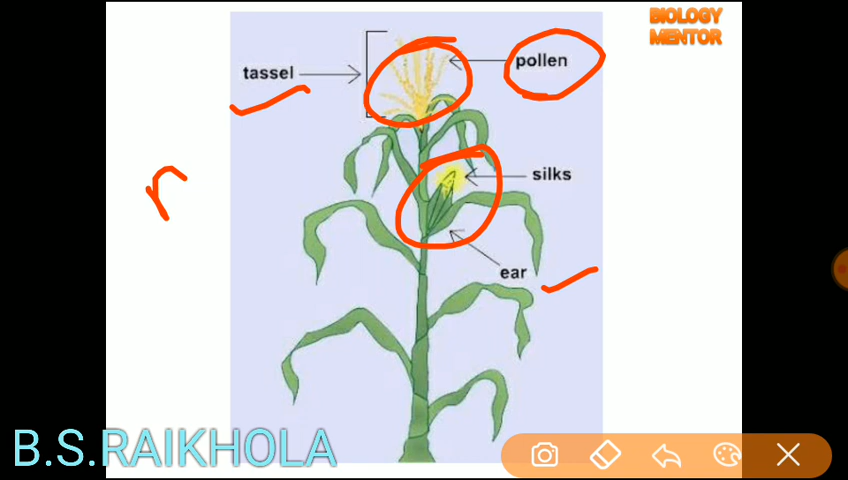 BIOLOGY
MENTOR
pollen
tassel
silks
r
ear
B.S.RAIKHOLA